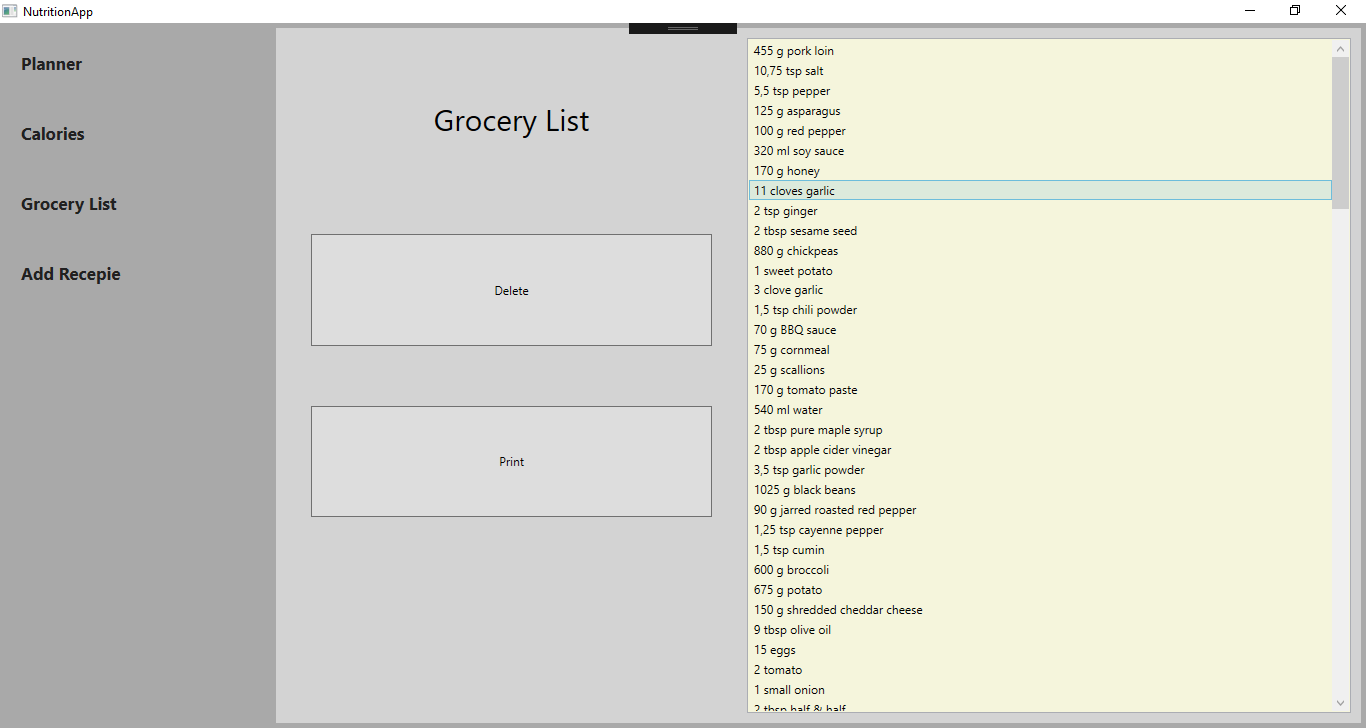 NutritionApp
Planner
Calories
Grocery List
Add Recepie
Grocery List
Delete
Print
455 g pork loin
10,75 tsp salt
5,5 tsp pepper
125 g asparagus
100 g red pepper
320 ml soy sauce
170 g honey
11 cloves garlic
2 tsp ginger
2 tbsp sesame seed
880 g chickpeas
1 sweet potato
3 clove garlic
1,5 tsp chili powder
70 g BBQ sauce
75 g cornmeal
25 g scallions
170 g tomato paste
540 ml water
2 tbsp pure maple syrup
2 tbsp apple cider vinegar
3,5 tsp garlic powder
1025 g black beans
90 g jarred roasted red pepper
1,25 tsp cayenne pepper
1,5 tsp cumin
600 g broccoli
675 g potato
150 g shredded cheddar cheese
9 tbsp olive oil
15 eggs
2 tomato
1 small onion
2 tbsp half & half